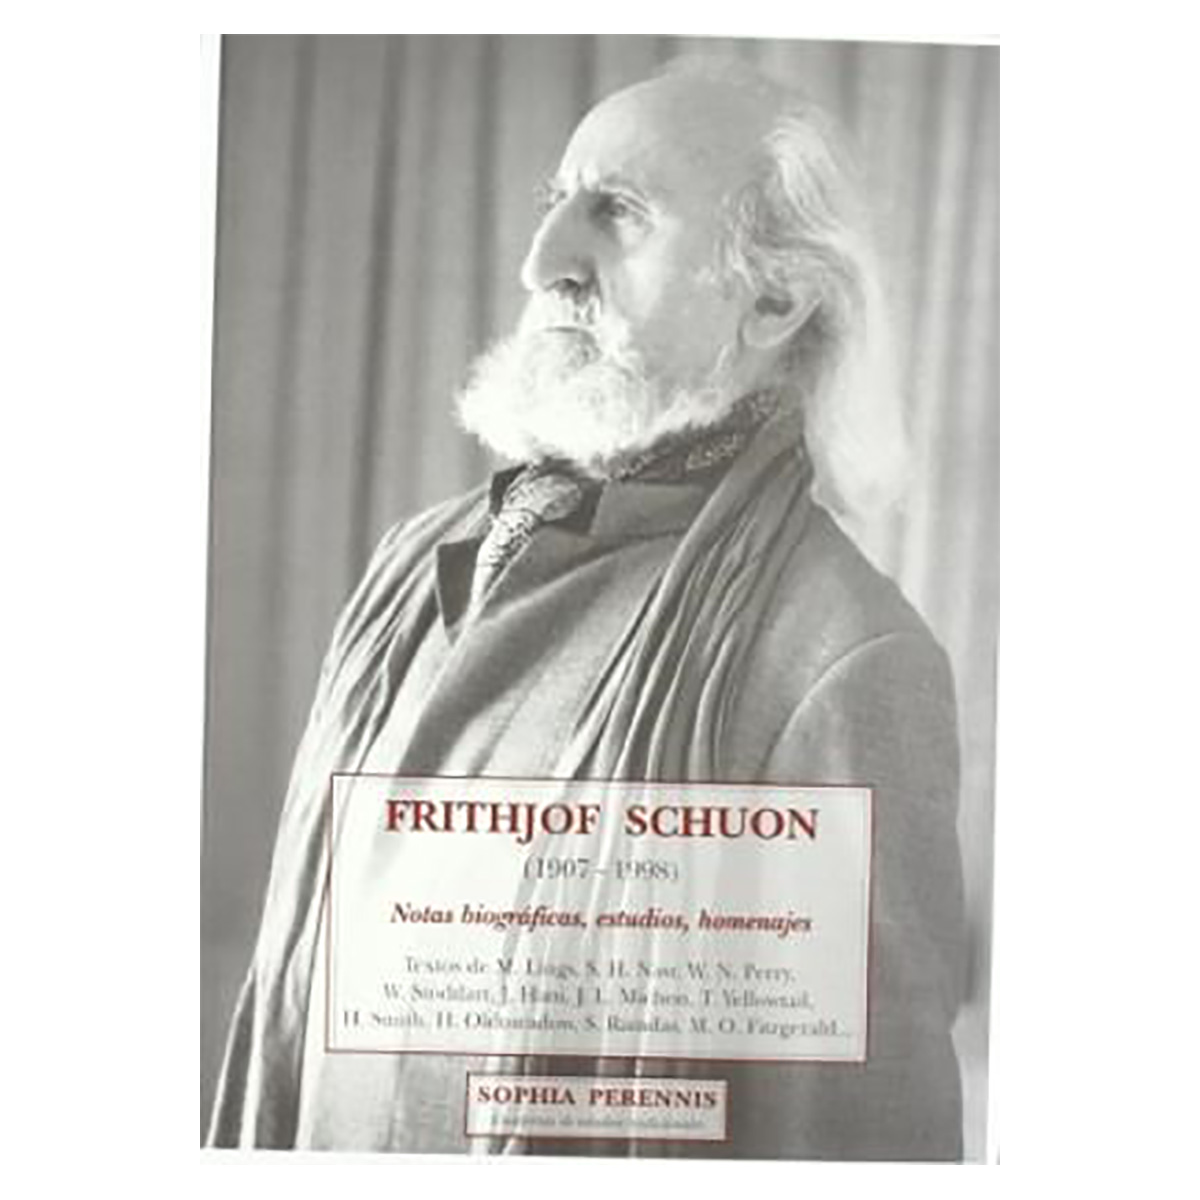 FRITHJOF SCHUON
(1907–1998)
Notas biográficas, estudios, homenajes
Textos de M. Lings, S. H. Nasr, W. N. Perry,
W. Stoddart, J. Hani, J. L. Michon, T. Yellowtail,
H. Smith, H. Oldmeadow, S. Ramdas, M. O. Fitzgerald...
SOPHIA PERENNIS